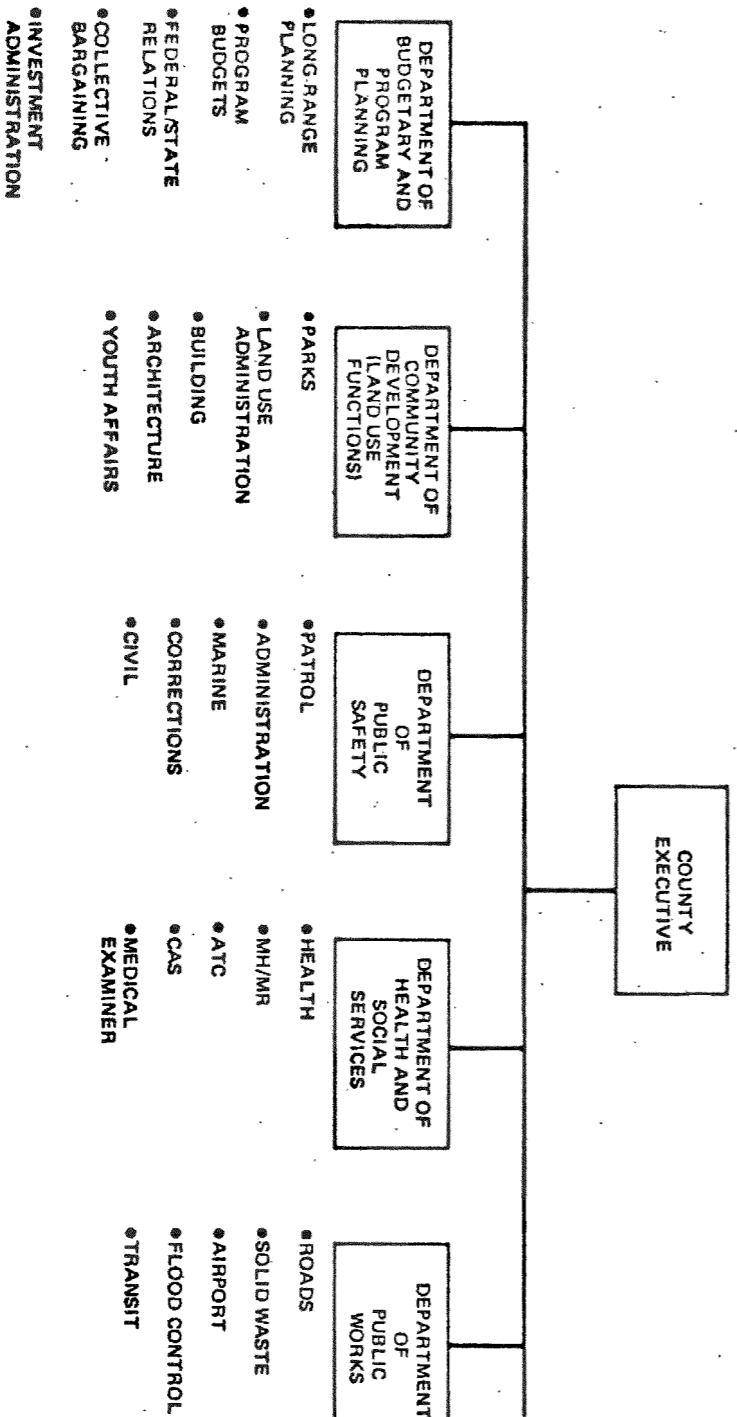 COUNTY
EXECUTIVE
DEPARTMENT OF
BUDGETARY AND
PROGRAM
PLANNING
●LONG-RANGE
PLANNING
●PROGRAM
BUDGETS
●FEDERAL/STATE
RELATIONS
●COLLECTIVE
BARGAINING
●INVESTMENT
ADMINISTRATION
DEPARTMENT OF
COMMUNITY
DEVELOPMENT
(LAND USE
FUNCTIONS)
●PARKS
●LAND USE
ADMINISTRATION
●BUILDING
●ARCHITECTURE
●YOUTH AFFAIRS
DEPARTMENT
OF
PUBLIC
SAFETY
●PATROL
●ADMINISTRATION
●MARINE
●CORRECTIONS
●CIVIL
DEPARTMENT OF
HEALTH AND
SOCIAL
SERVICES
●HEALTH
●MH/MR
●ATC
●CAS
●MEDICAL
EXAMINER
DEPARTMENT
OF
PUBLIC
WORKS
●ROADS
●SOLID WASTE
●AIRPORT
●FLOOD CONTROL
●TRANSIT